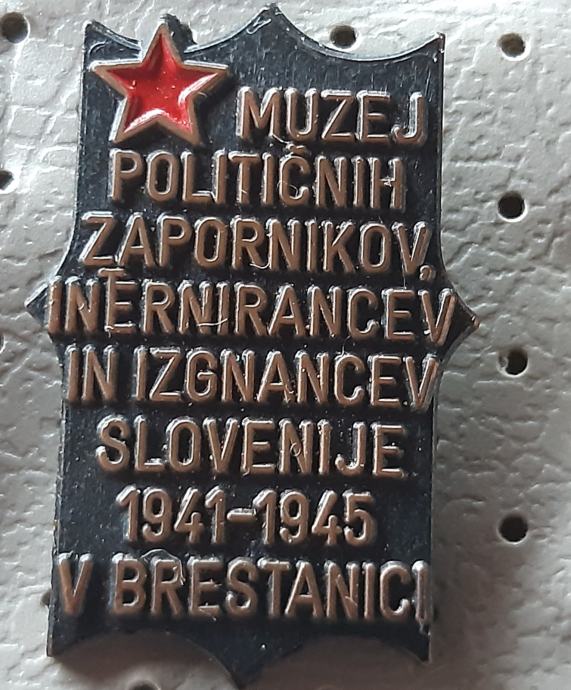 MUZEJ
POLITIČNIH
ZAPORNIKOV,
INERNIRANCEV
IN IZGNANCEV
SLOVENIJE
1941-1945
V BRESTANICI